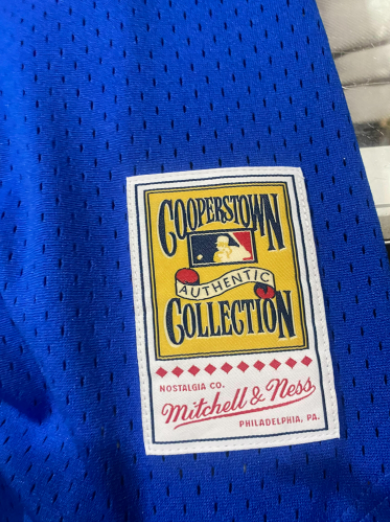 COOPERSTOWN
AUTHENTIC
COLLECTION
NOSTALGIA CO.
Mitchell & Ness
PHILADELPHIA, PA.